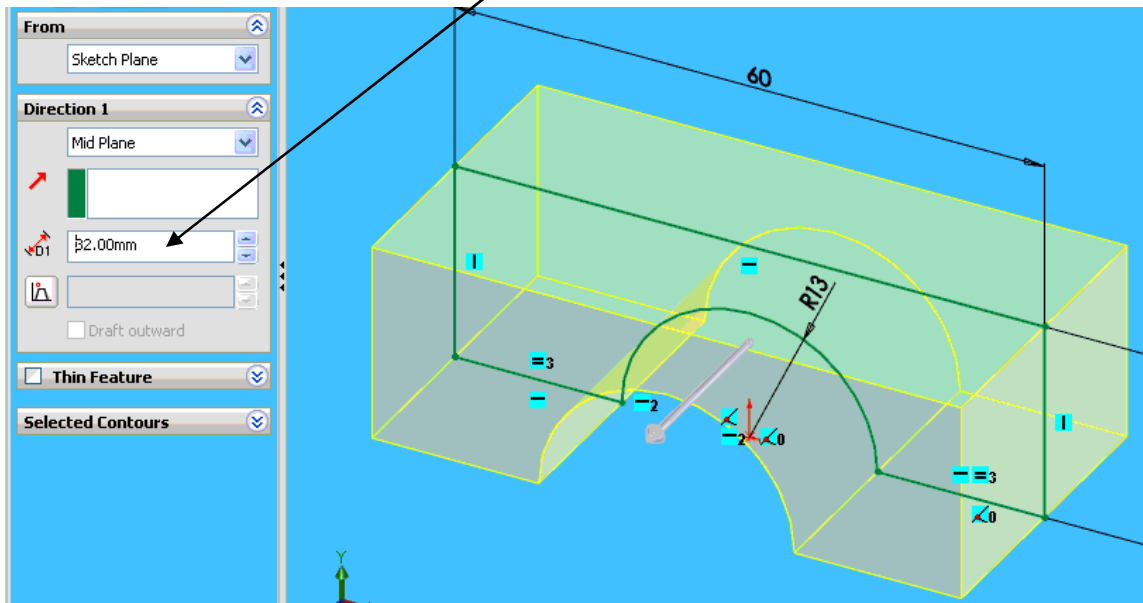 From
Sketch Plane
Direction 1
Mid Plane
D1
32.00mm
Draft outward
Thin Feature
Selected Contours
60
R13
3
2
2
0
3
0
Y